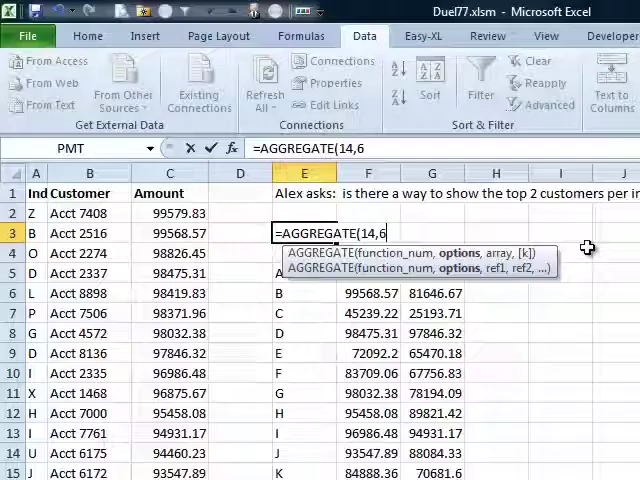 Duel77.xlsm - Microsoft Excel
File Home Insert Page Layout Formulas Data Easy-XL Review View Developer
From Access
From Web
From Text
From Other Sources
Existing Connections
Get External Data
Refresh All
Connections
Properties
Edit Links
Connections
Sort
Filter
Clear
Reapply
Advanced
Sort & Filter
Text to Columns
PMT =AGGREGATE(14,6
A B C D E F G H I J
1 Ind Customer Amount Alex asks: is there a way to show the top 2 customers per in
2 Z Acct 7408 99579.83
3 B Acct 2516 99568.57 =AGGREGATE(14,6
4 O Acct 2274 98826.45 AGGREGATE(function_num, options, array, [k])
AGGREGATE(function_num, options, ref1, ref2, ...)
5 D Acct 2337 98475.31 A
6 L Acct 8898 98419.83 B 99568.57 81646.67
7 P Acct 7506 98371.96 C 45239.22 25193.71
8 G Acct 4572 98032.38 D 98475.31 97846.32
9 D Acct 8136 97846.32 E 72092.2 65470.18
10 I Acct 2335 96986.48 F 83709.06 67756.83
11 X Acct 1468 96875.67 G 98032.38 78194.09
12 H Acct 7000 95458.08 H 95458.08 89821.42
13 I Acct 7761 94931.17 I 96986.48 94931.17
14 U Acct 6175 94460.23 J 93547.89 88084.33
15 J Acct 6172 93547.89 K 84888.36 70681.6